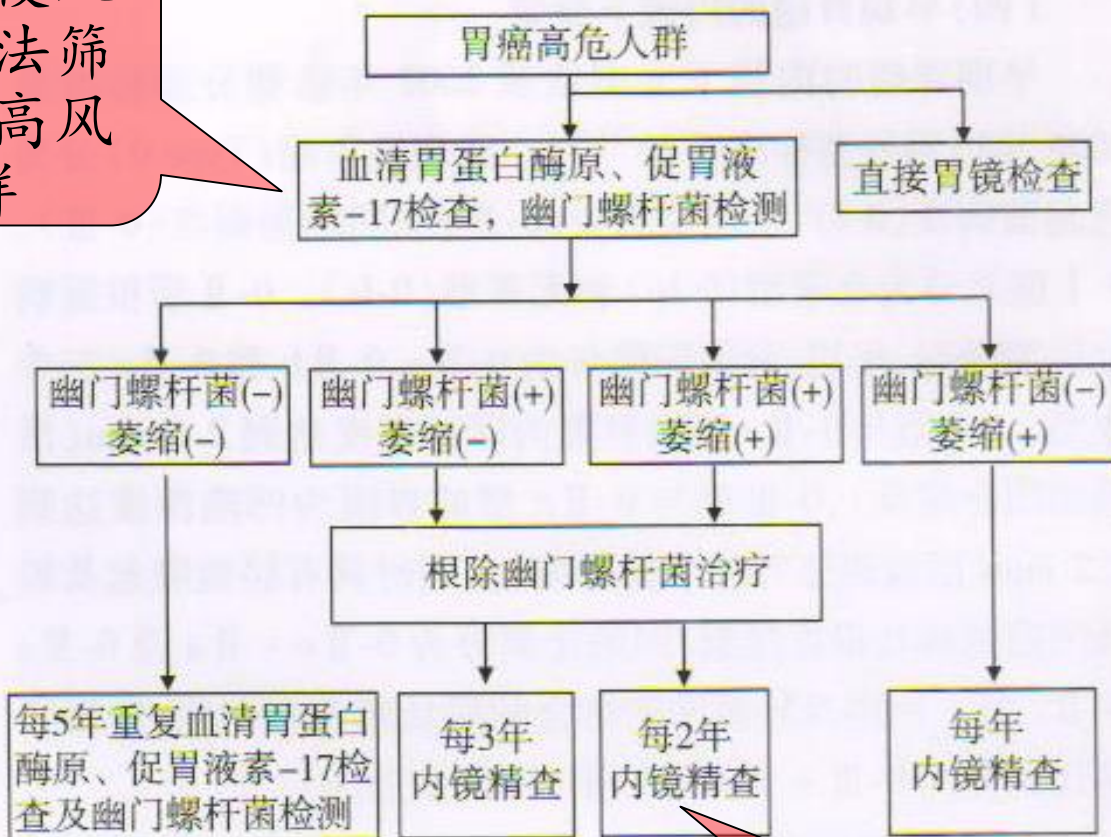 法筛
高风
胃癌高危人群
血清胃蛋白酶原、促胃液
素-17检查，幽门螺杆菌检测
直接胃镜检查
幽门螺杆菌(-)
萎缩(-)
幽门螺杆菌(+)
萎缩(-)
幽门螺杆菌(+)
萎缩(+)
幽门螺杆菌(-)
萎缩(+)
根除幽门螺杆菌治疗
每5年重复血清胃蛋白
酶原、促胃液素-17检
查及幽门螺杆菌检测
每3年
内镜精查
每2年
内镜精查
每年
内镜精查